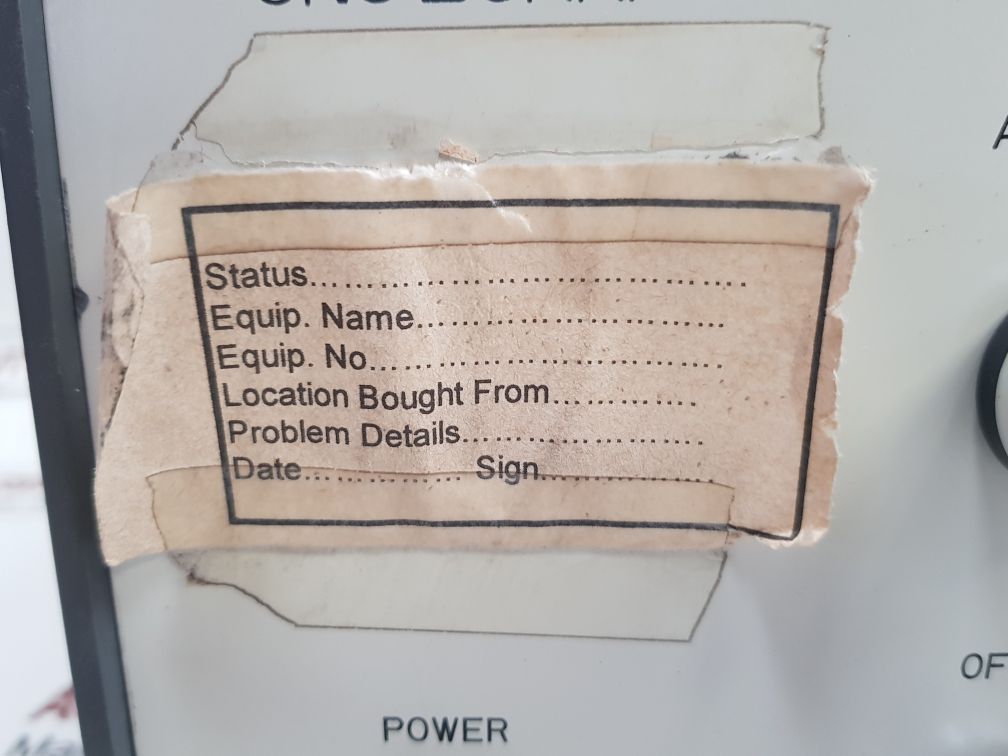 Status.......................................
Equip. Name............................
Equip. No................................
Location Bought From.............
Problem Details......................
Date................ Sign..................
POWER